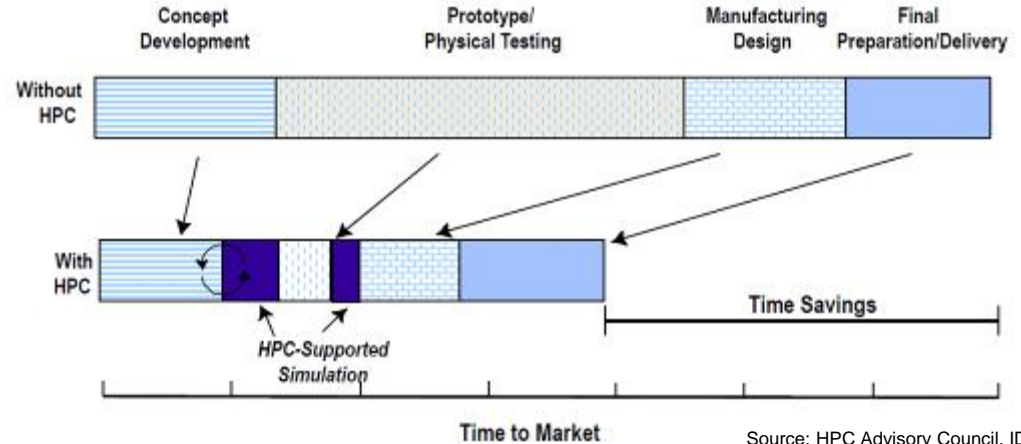 Concept
Development
Prototype/
Physical Testing
Manufacturing
Design
Final
Preparation/Delivery
Without
HPC
With
HPC
Time Savings
HPC-Supported
Simulation
Time to Market
Source: HPC Advisory Council,